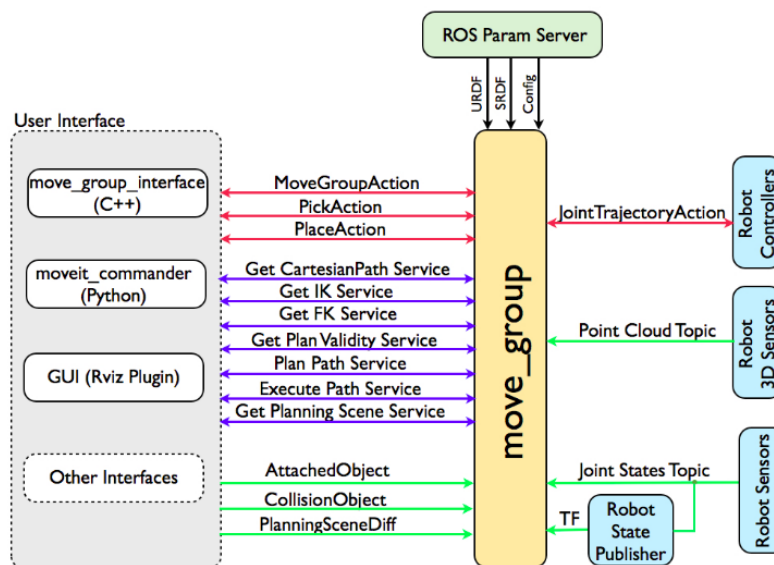 ROS Param Server
URDF
SRDF
Config
User Interface
move_group_interface
(C++)
moveit_commander
(Python)
GUI (Rviz Plugin)
Other Interfaces
MoveGroupAction
PickAction
PlaceAction
Get CartesianPath Service
Get IK Service
Get FK Service
Get Plan Validity Service
Plan Path Service
Execute Path Service
Get Planning Scene Service
AttachedObject
CollisionObject
PlanningSceneDiff
move_group
JointTrajectoryAction
Point Cloud Topic
Joint States Topic
TF
Robot
State
Publisher
Robot
Controllers
Robot
3D Sensors
Robot Sensors